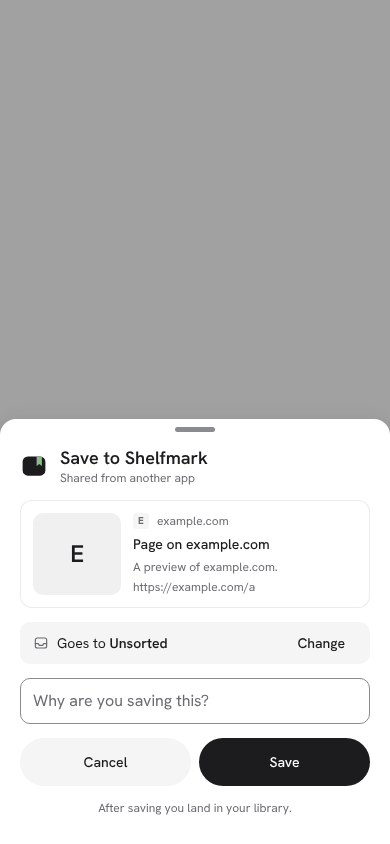 Save to Shelfmark
Shared from another app
E example.com
E
Page on example.com
A preview of example.com.
https://example.com/a
Goes to Unsorted Change
Why are you saving this?
Cancel Save
After saving you land in your library.